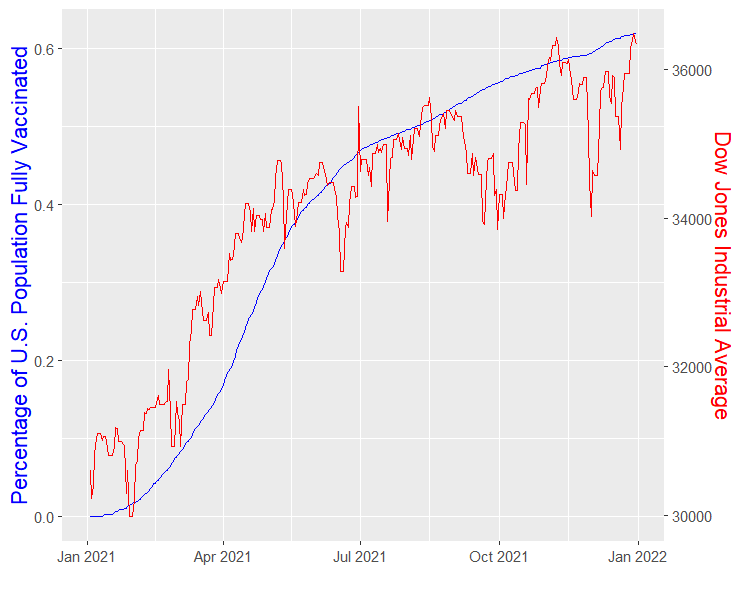 Percentage of U.S. Population Fully Vaccinated
0.6
0.4
0.2
0.0
36000
34000
32000
30000
Dow Jones Industrial Average
Jan 2021 Apr 2021 Jul 2021 Oct 2021 Jan 2022